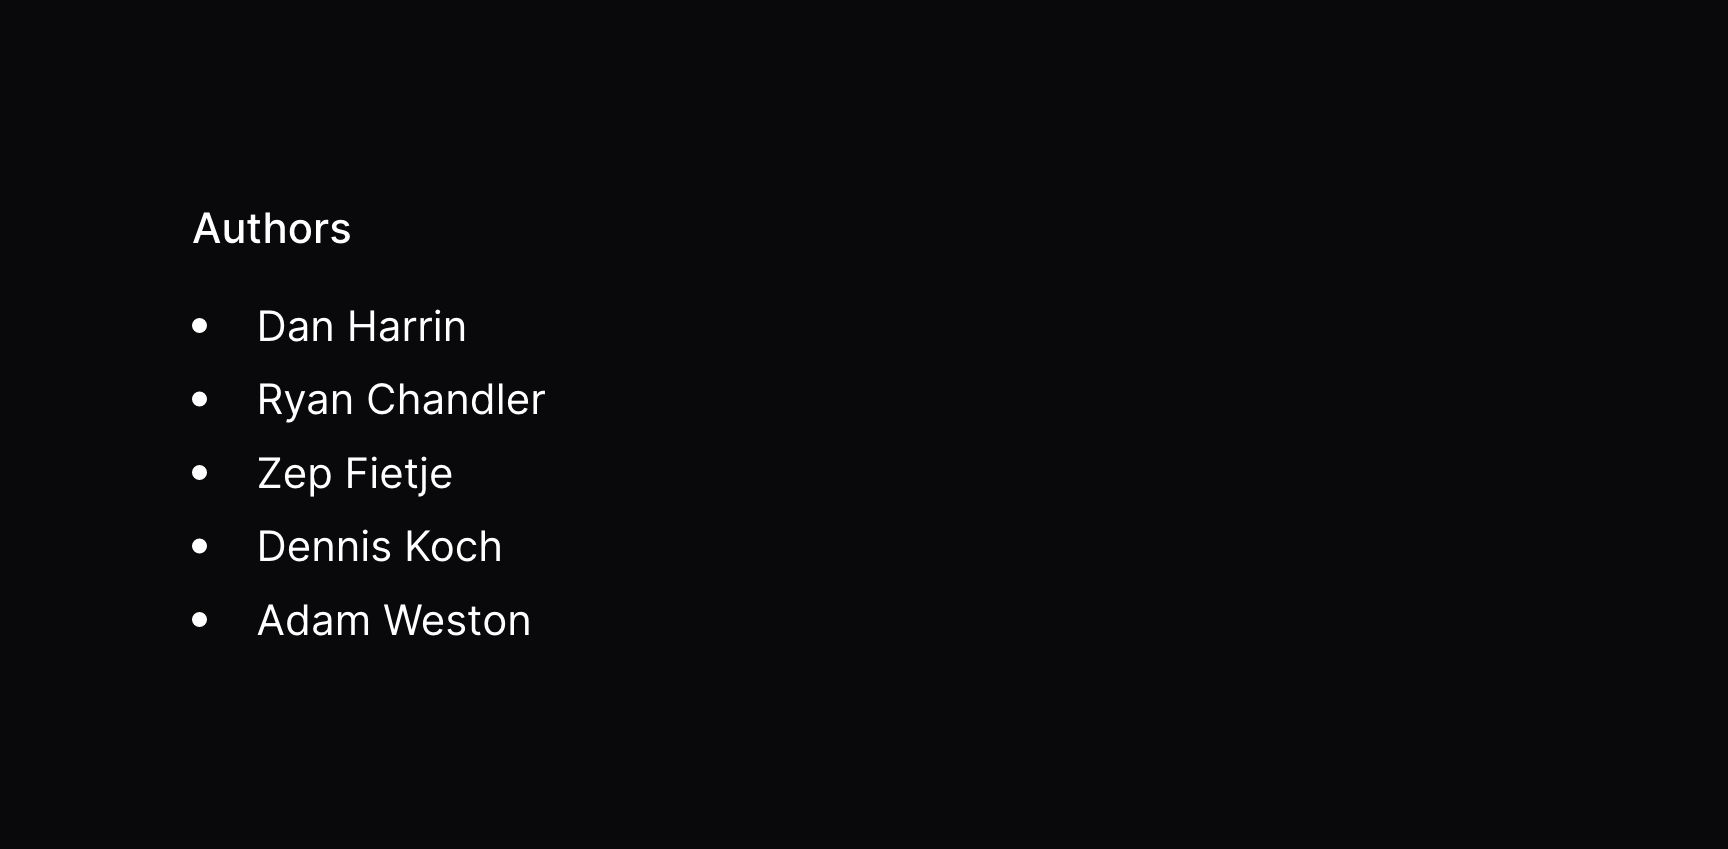 Authors
• Dan Harrin
• Ryan Chandler
• Zep Fietje
• Dennis Koch
• Adam Weston